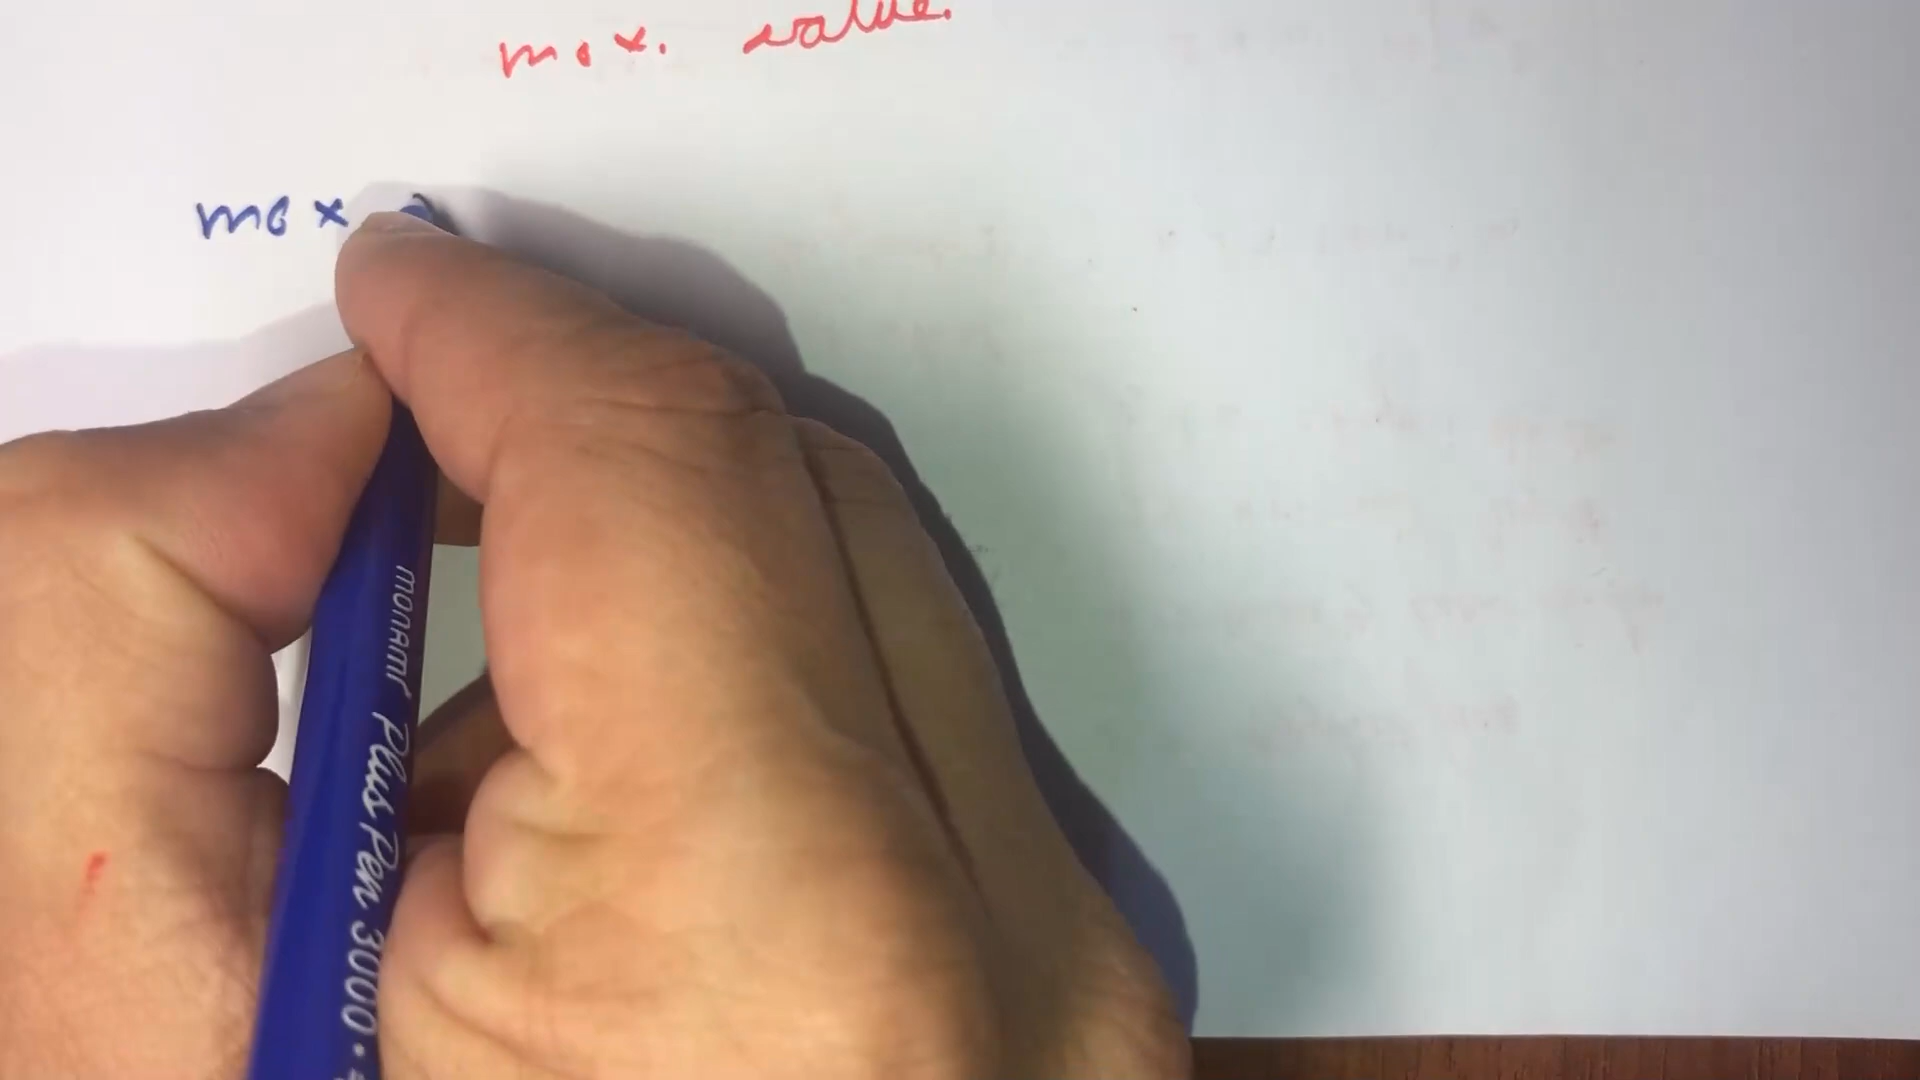 max. value.
max
monami Plus Pen 3000